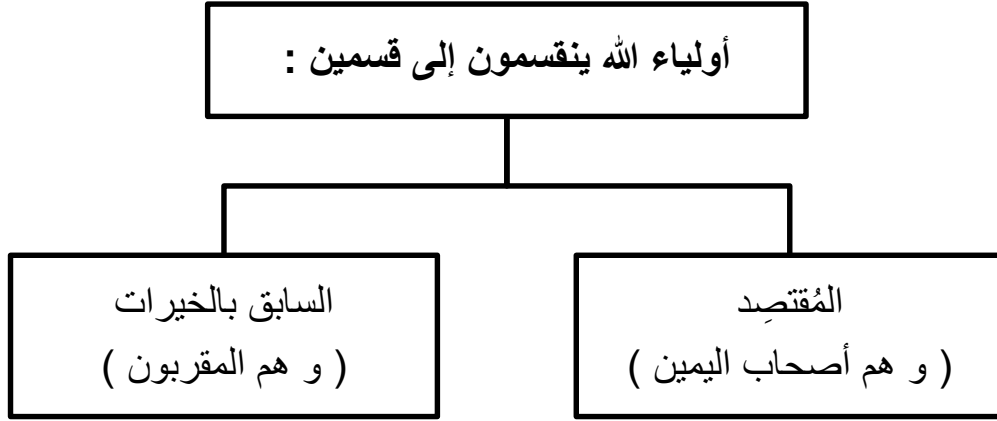 أولياء الله ينقسمون إلى قسمين :
المُقتصِد
( و هم أصحاب اليمين )
السابق بالخيرات
( و هم المقربون )